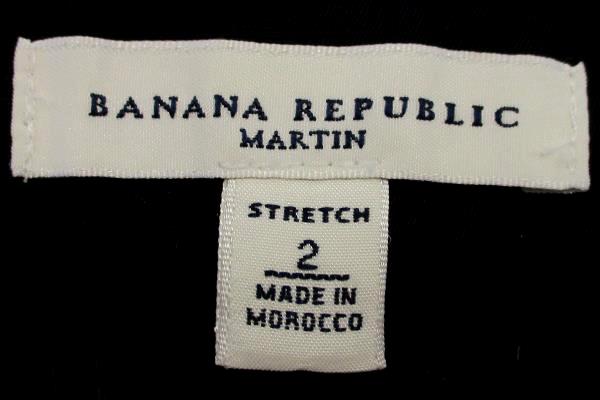 BANANA REPUBLIC
MARTIN
STRETCH
2
MADE IN
MOROCCO